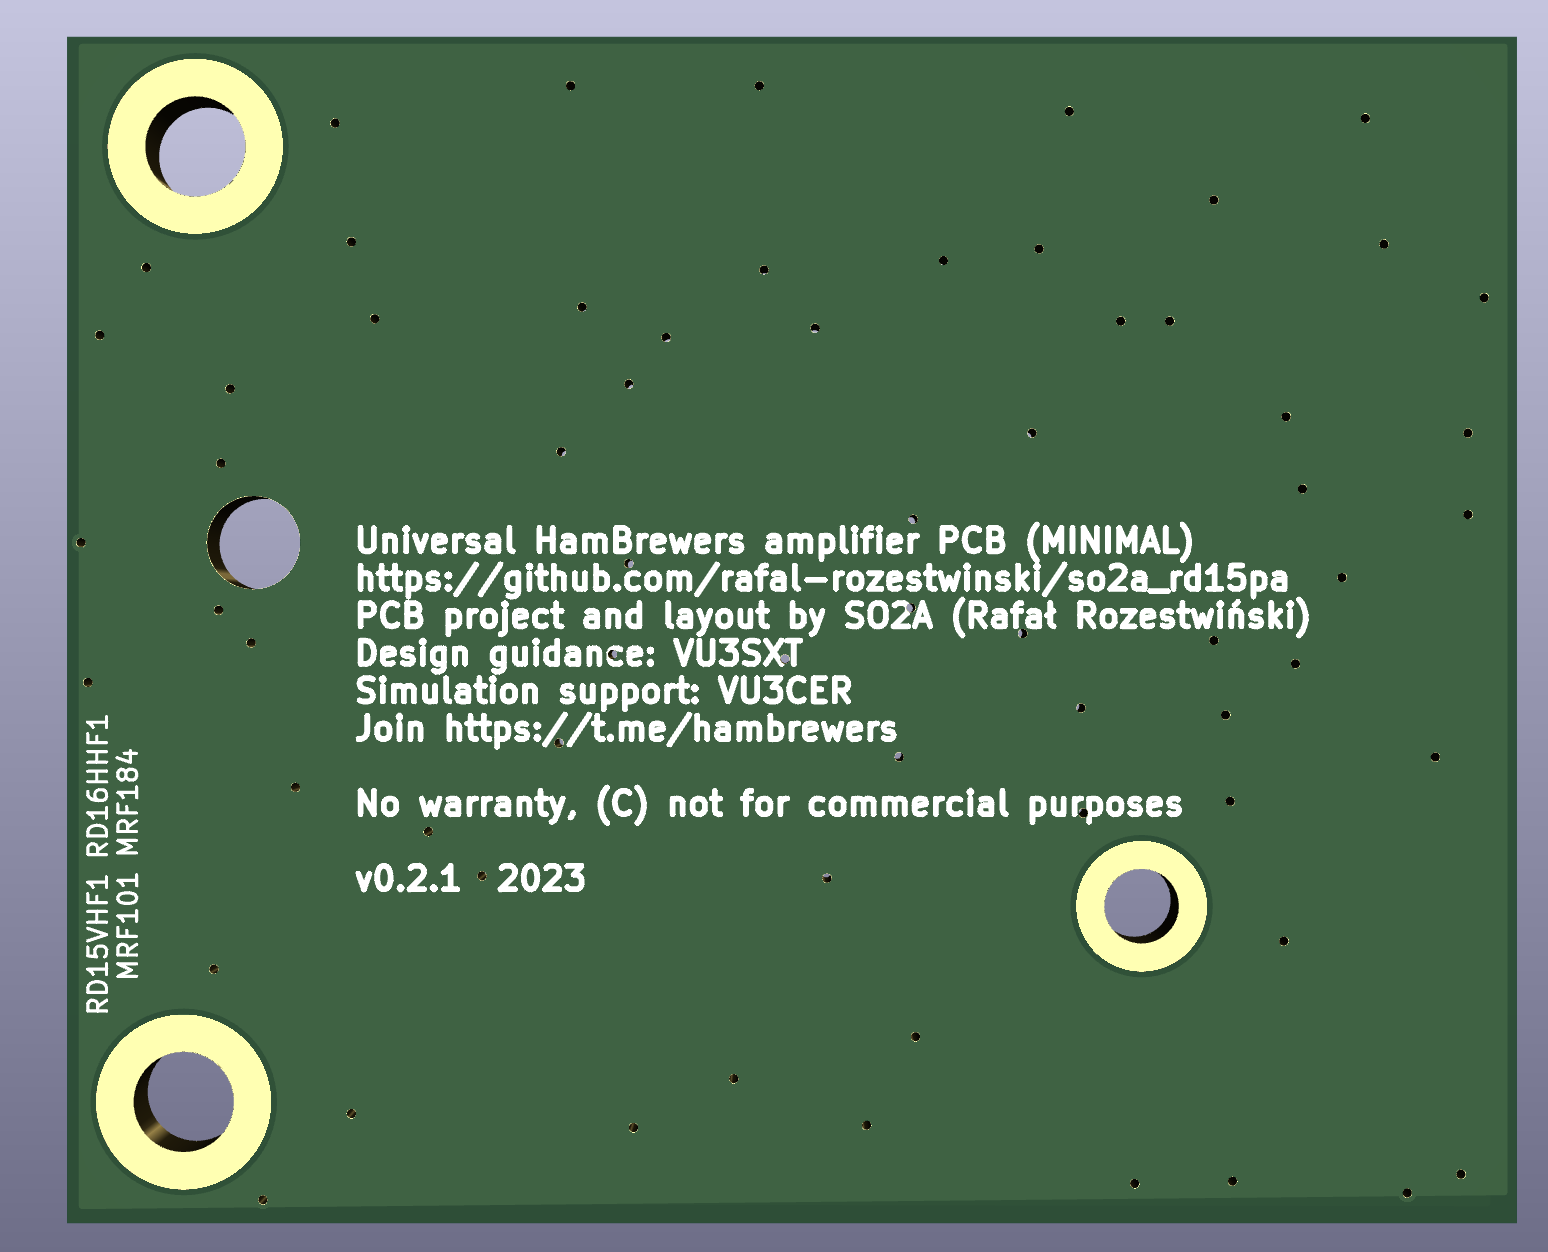 Universal HamBrewers amplifier PCB (MINIMAL)
https://github.com/rafal-rozestwinski/so2a_rd15pa
PCB project and layout by SO2A (Rafał Rozestwiński)
Design guidance: VU3SXT
Simulation support: VU3CER
Join https://t.me/hambrewers
No warranty, (C) not for commercial purposes
v0.2.1 2023
RD15VHF1 RD16HHF1
MRF101 MRF184